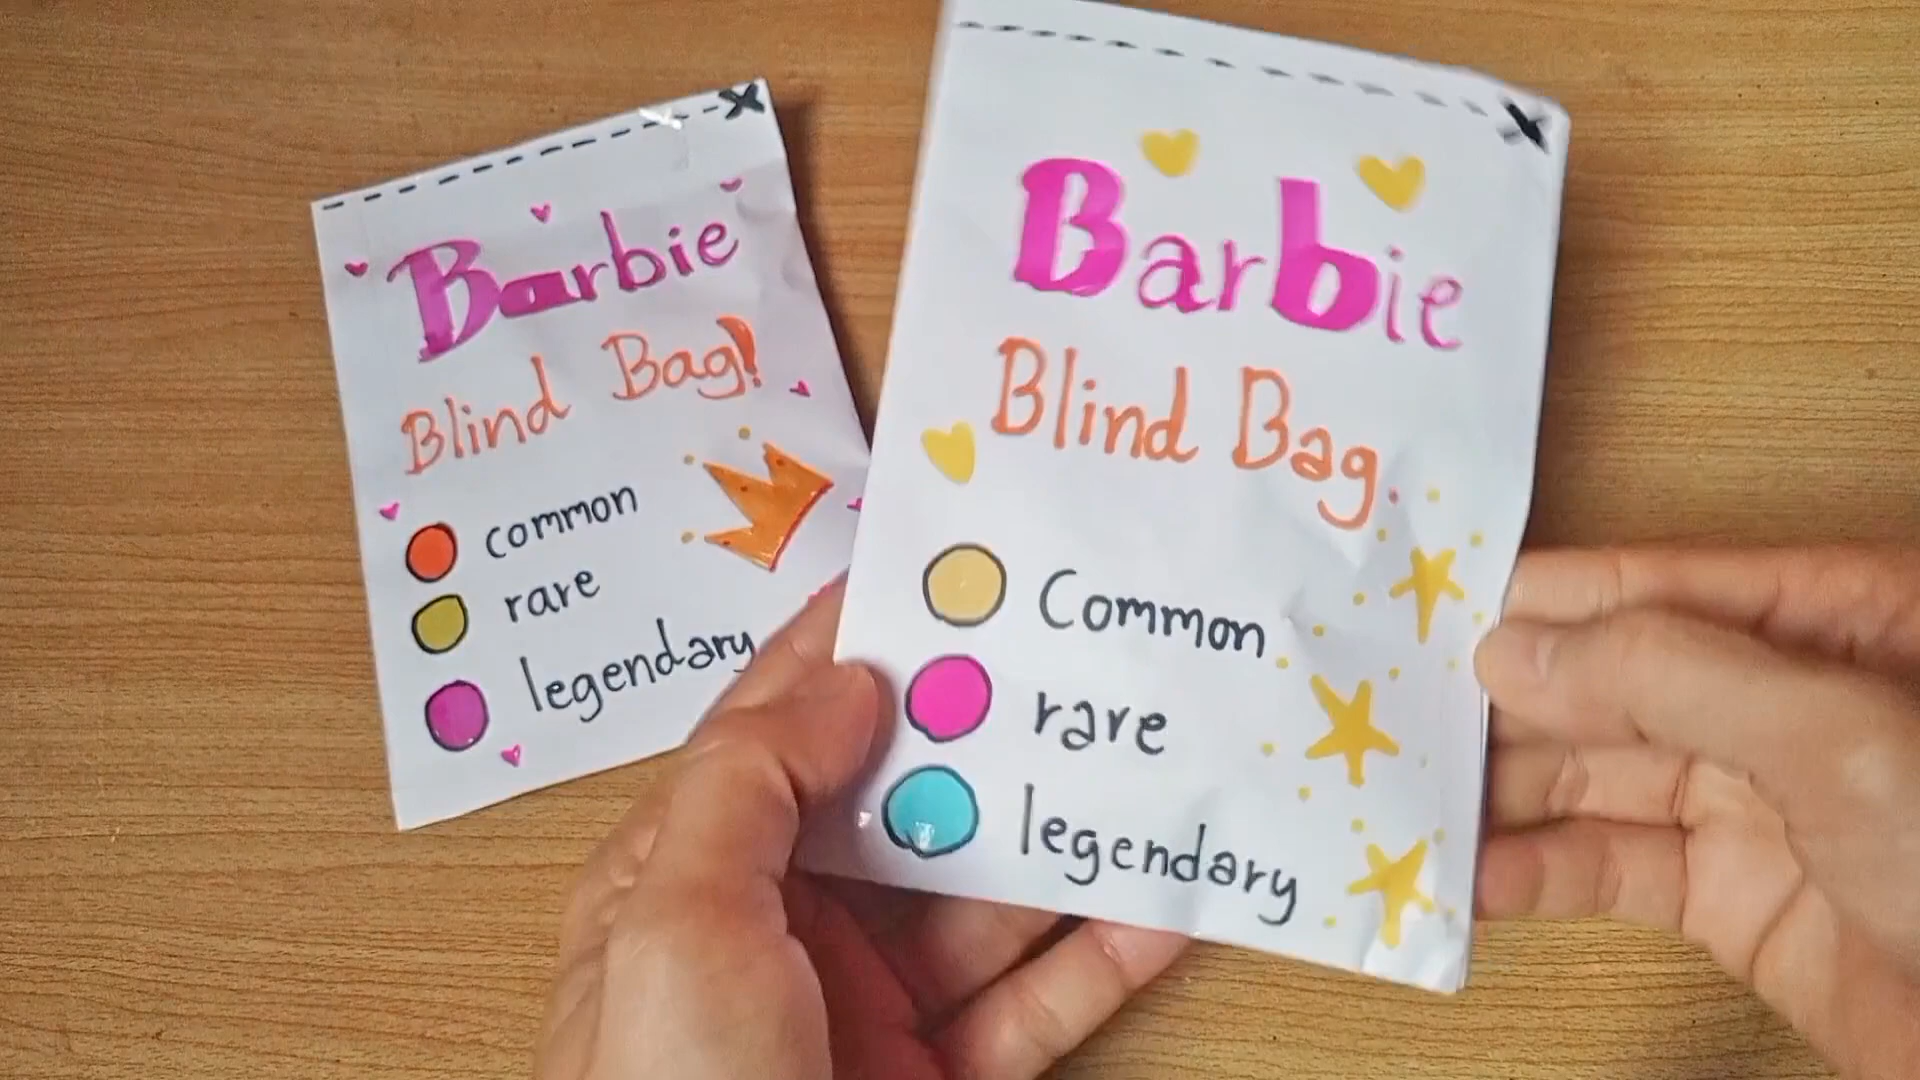 Barbie
Blind Bag!
common
rare
legendary
Barbie
Blind Bag.
Common
rare
legendary